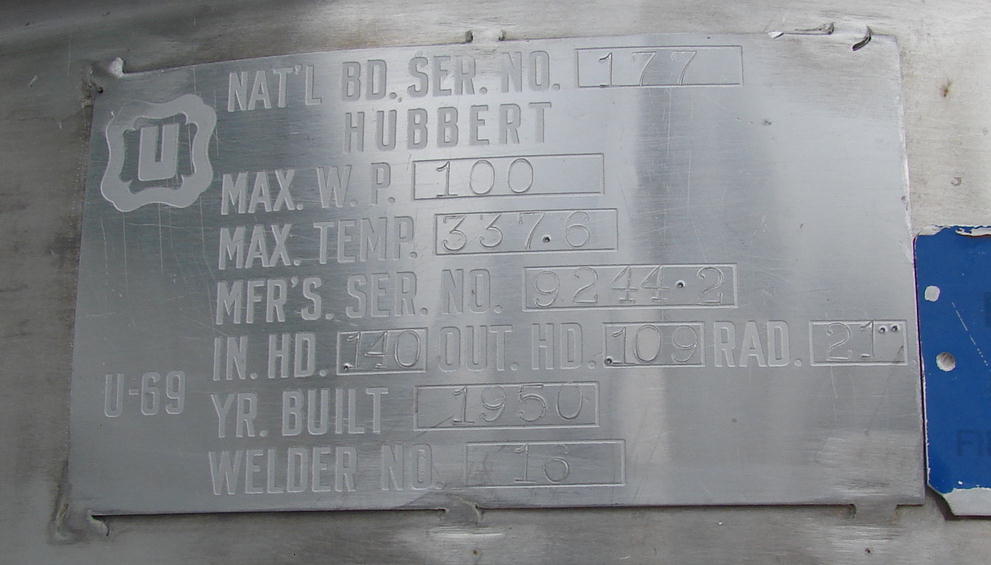 NAT'L BD. SER. NO. 177
HUBBERT
U
MAX. W. P. 100
MAX. TEMP. 337.6
MFR'S. SER. NO. 9244-2
IN. HD. .140 OUT. HD. .109 RAD. 21"
U-69
YR. BUILT 1950
WELDER NO. 16